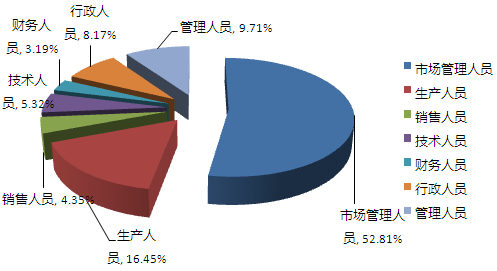 财务人
员, 3.19%
行政人
员, 8.17%
管理人员, 9.71%
技术人
员, 5.32%
销售人员, 4.35%
生产人
员, 16.45%
市场管理人
员, 52.81%
市场管理人员
生产人员
销售人员
技术人员
财务人员
行政人员
管理人员